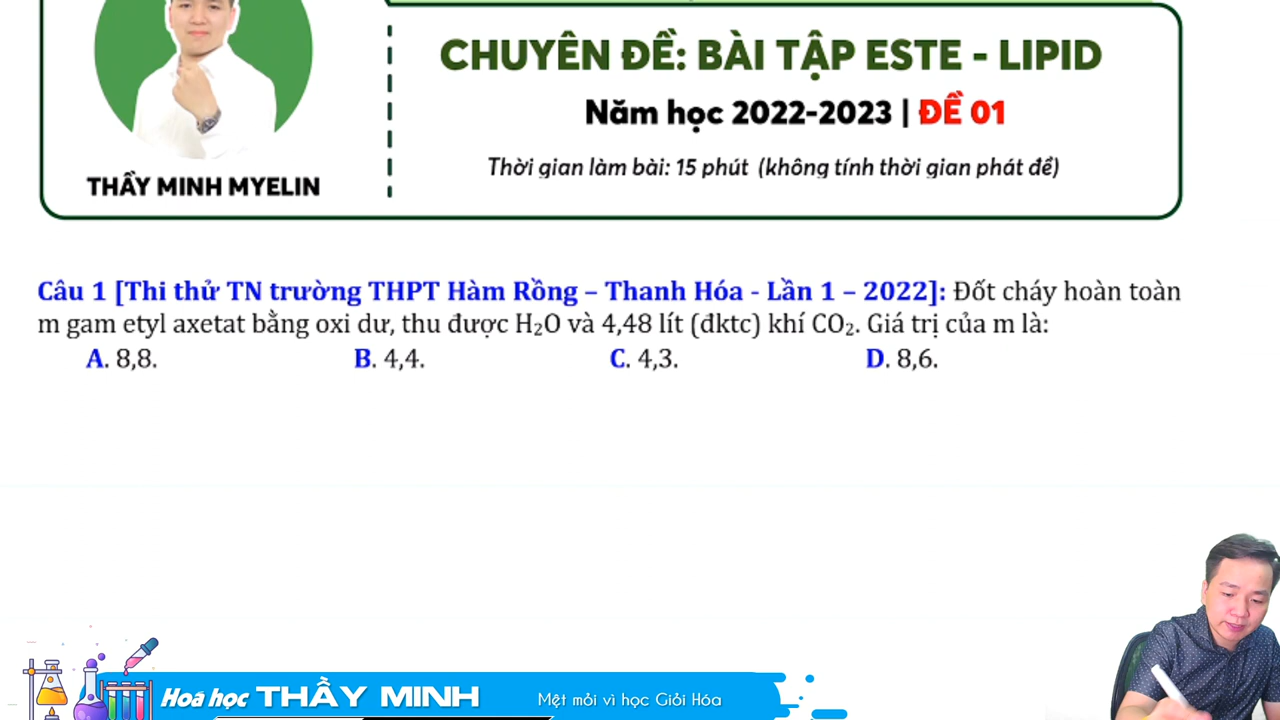 CHUYÊN ĐỀ: BÀI TẬP ESTE - LIPID
Năm học 2022-2023 | ĐỀ 01
Thời gian làm bài: 15 phút (không tính thời gian phát đề)
THẦY MINH MYELIN
Câu 1 [Thi thử TN trường THPT Hàm Rồng – Thanh Hóa - Lần 1 – 2022]: Đốt cháy hoàn toàn
m gam etyl axetat bằng oxi dư, thu được H₂O và 4,48 lít (đktc) khí CO₂. Giá trị của m là:
A. 8,8. B. 4,4. C. 4,3. D. 8,6.
Hoá học THẦY MINH Mệt mỏi vì học Giỏi Hóa